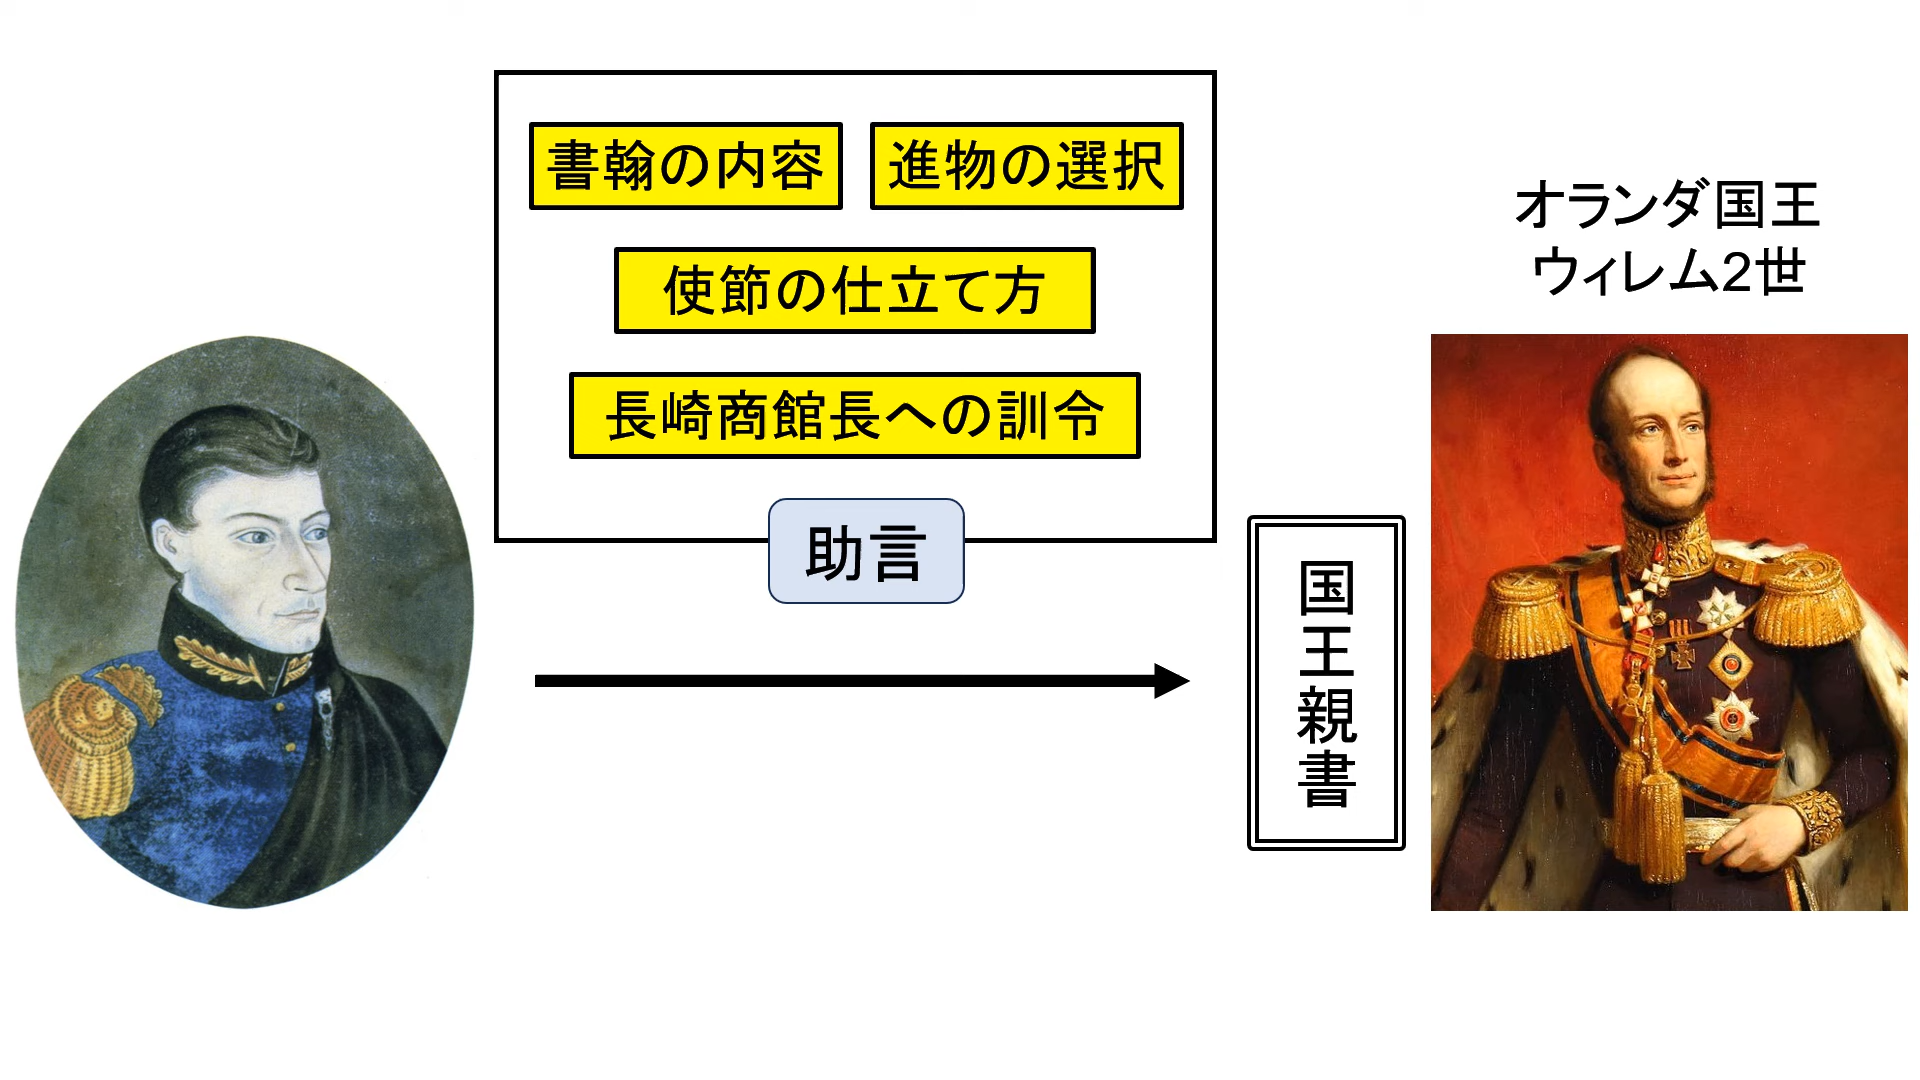 書翰の内容
進物の選択
使節の仕立て方
長崎商館長への訓令
助言
オランダ国王
ウィレム2世
国王親書